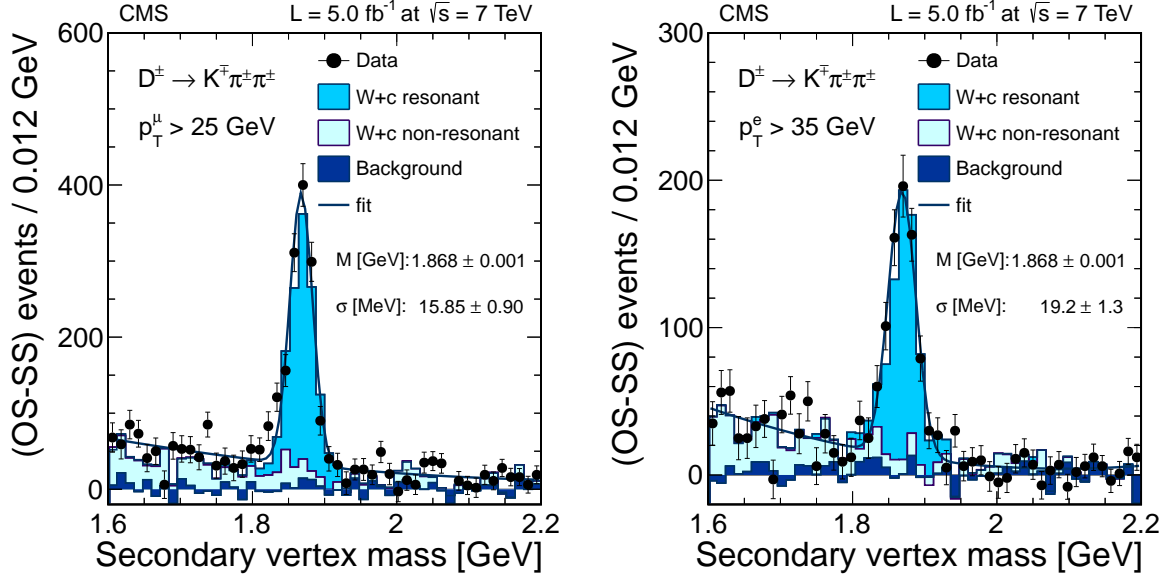 CMS L = 5.0 fb⁻¹ at √s = 7 TeV
(OS-SS) events / 0.012 GeV
600
400
200
0
D± → K∓π±π±
p_T^μ > 25 GeV
Data
W+c resonant
W+c non-resonant
Background
fit
M [GeV]: 1.868 ± 0.001
σ [MeV]: 15.85 ± 0.90
1.6 1.8 2 2.2
Secondary vertex mass [GeV]
CMS L = 5.0 fb⁻¹ at √s = 7 TeV
(OS-SS) events / 0.012 GeV
300
200
100
0
D± → K∓π±π±
p_T^e > 35 GeV
Data
W+c resonant
W+c non-resonant
Background
fit
M [GeV]: 1.868 ± 0.001
σ [MeV]: 19.2 ± 1.3
1.6 1.8 2 2.2
Secondary vertex mass [GeV]